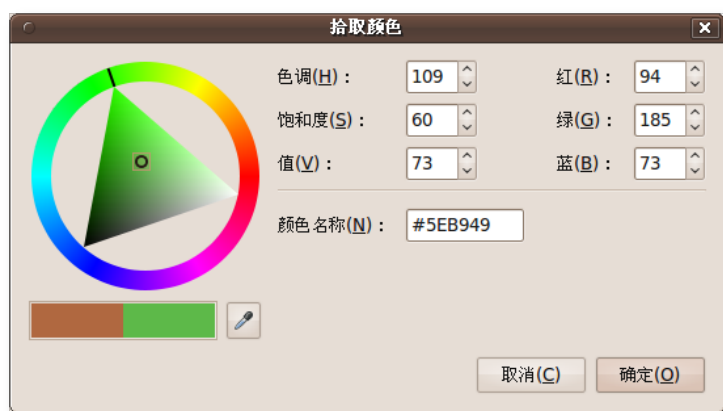 拾取颜色
色调(H)： 109 红(R)： 94
饱和度(S)： 60 绿(G)： 185
值(V)： 73 蓝(B)： 73
颜色名称(N)： #5EB949
取消(C) 确定(O)